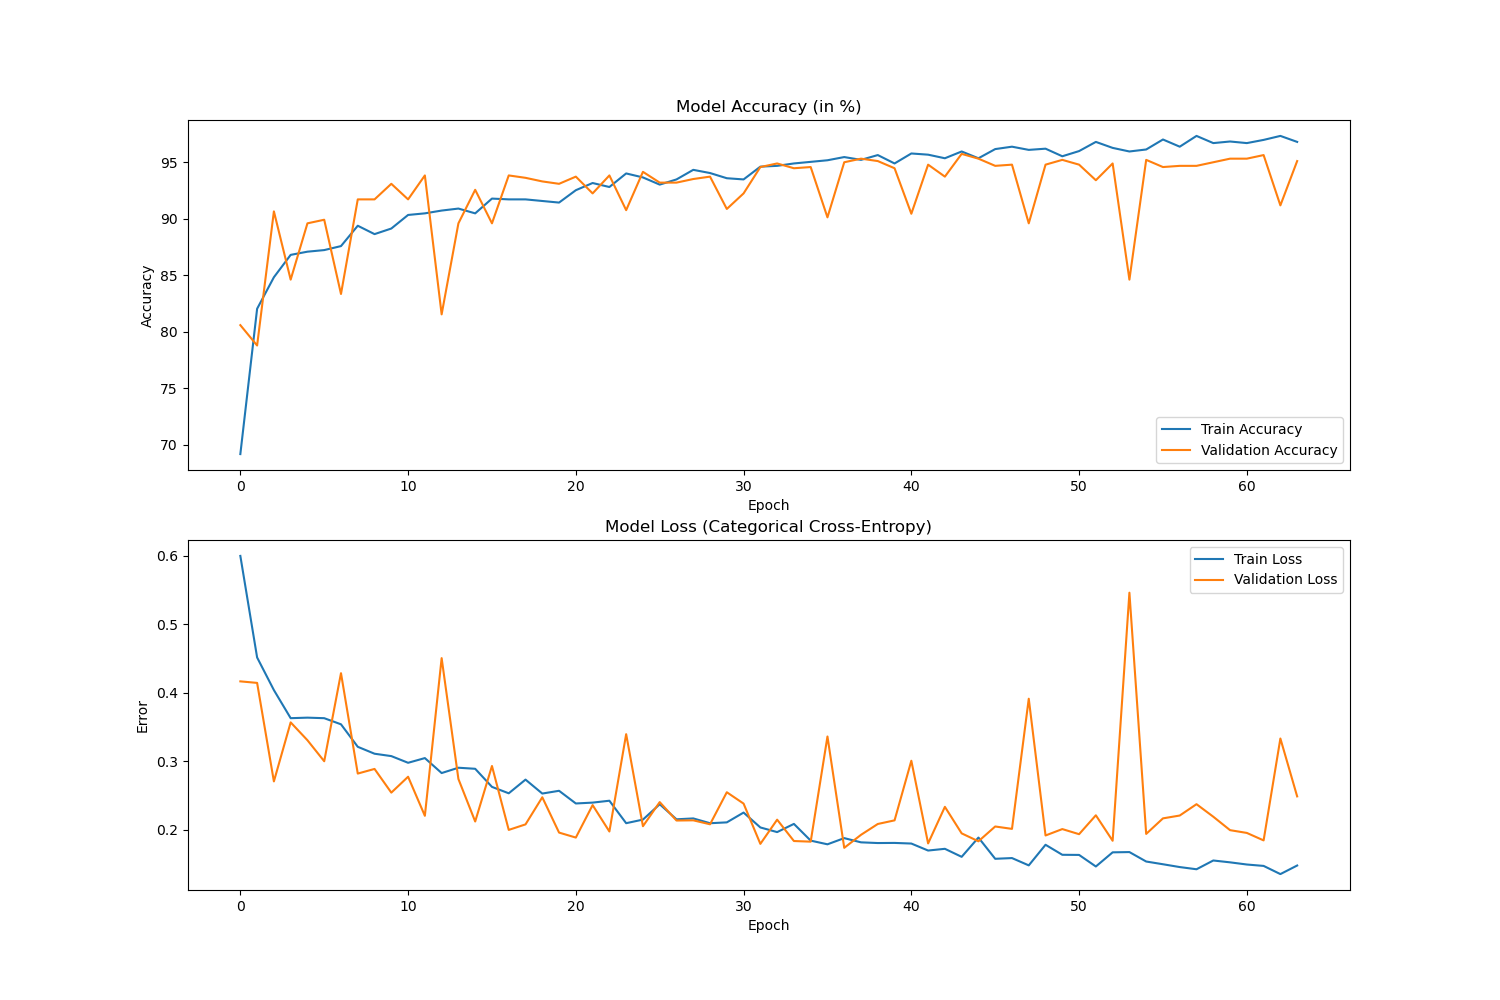 Model Accuracy (in %)
Accuracy
95
90
85
80
75
70
Train Accuracy
Validation Accuracy
0 10 20 30 40 50 60
Epoch
Model Loss (Categorical Cross-Entropy)
Error
0.6
0.5
0.4
0.3
0.2
Train Loss
Validation Loss
0 10 20 30 40 50 60
Epoch